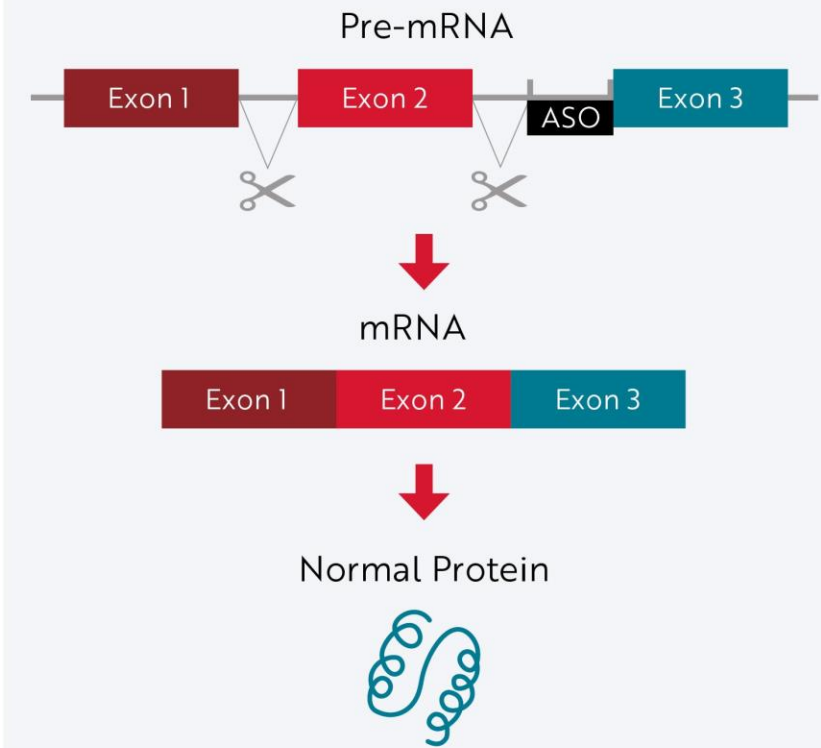 Pre-mRNA
Exon 1 Exon 2 ASO Exon 3
mRNA
Exon 1 Exon 2 Exon 3
Normal Protein